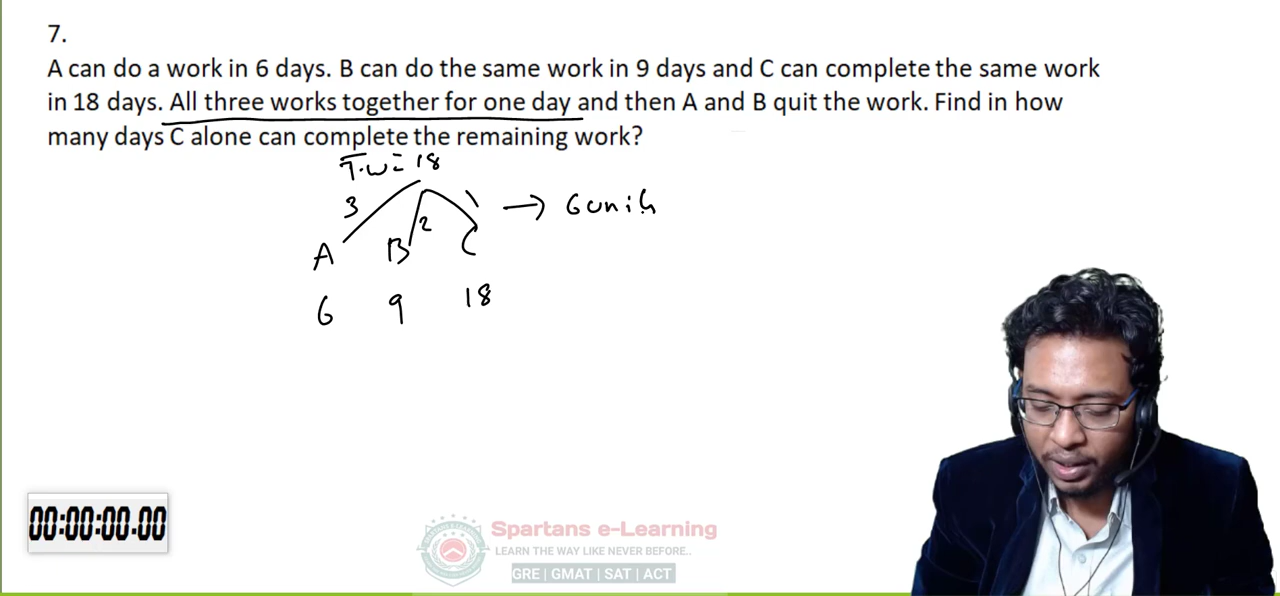 7.
A can do a work in 6 days. B can do the same work in 9 days and C can complete the same work
in 18 days. All three works together for one day and then A and B quit the work. Find in how
many days C alone can complete the remaining work?
T.W = 18
3 2 1 → 6 units
A B C
6 9 18
00:00:00.00
Spartans e-Learning
LEARN THE WAY LIKE NEVER BEFORE..
GRE | GMAT | SAT | ACT